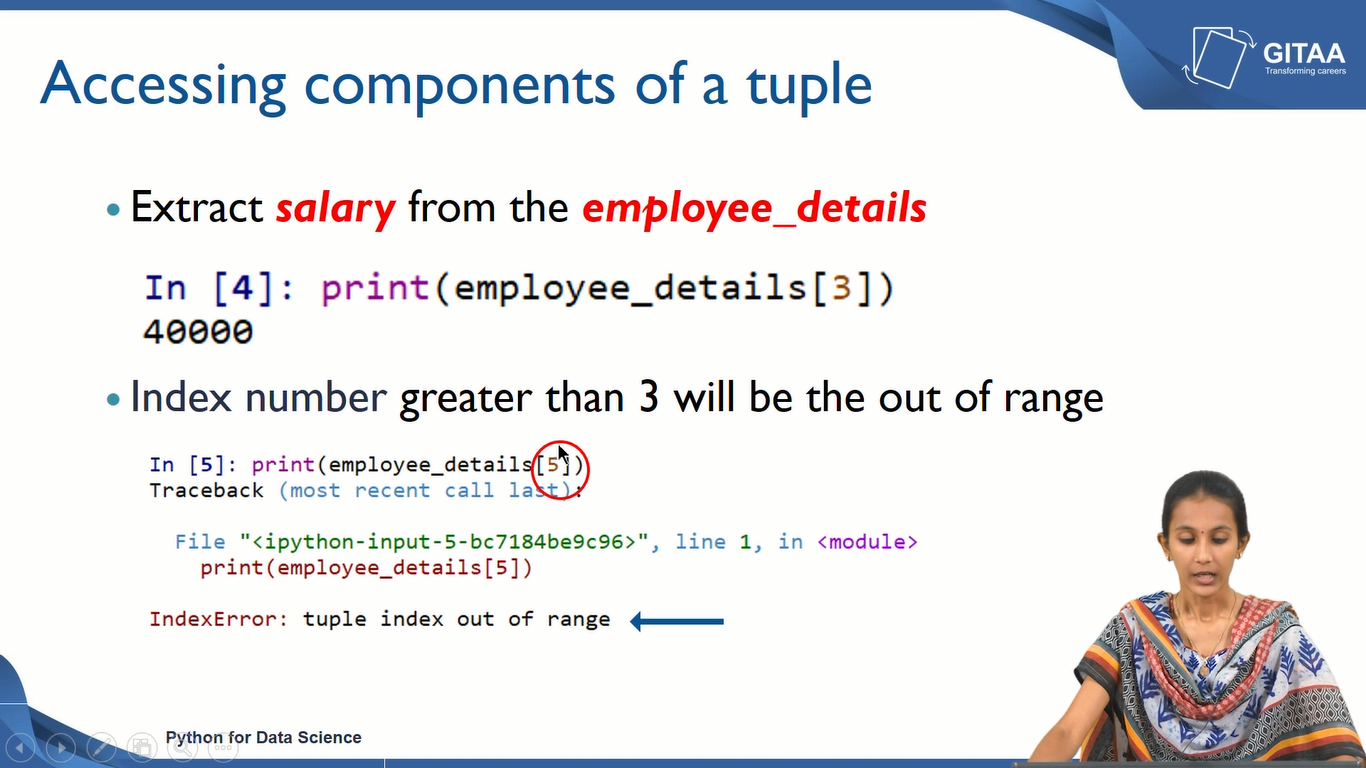 GITAA
Transforming careers
Accessing components of a tuple
• Extract salary from the employee_details
In [4]: print(employee_details[3])
40000
• Index number greater than 3 will be the out of range
In [5]: print(employee_details[5])
Traceback (most recent call last):
File "<ipython-input-5-bc7184be9c96>", line 1, in <module>
print(employee_details[5])
IndexError: tuple index out of range
Python for Data Science